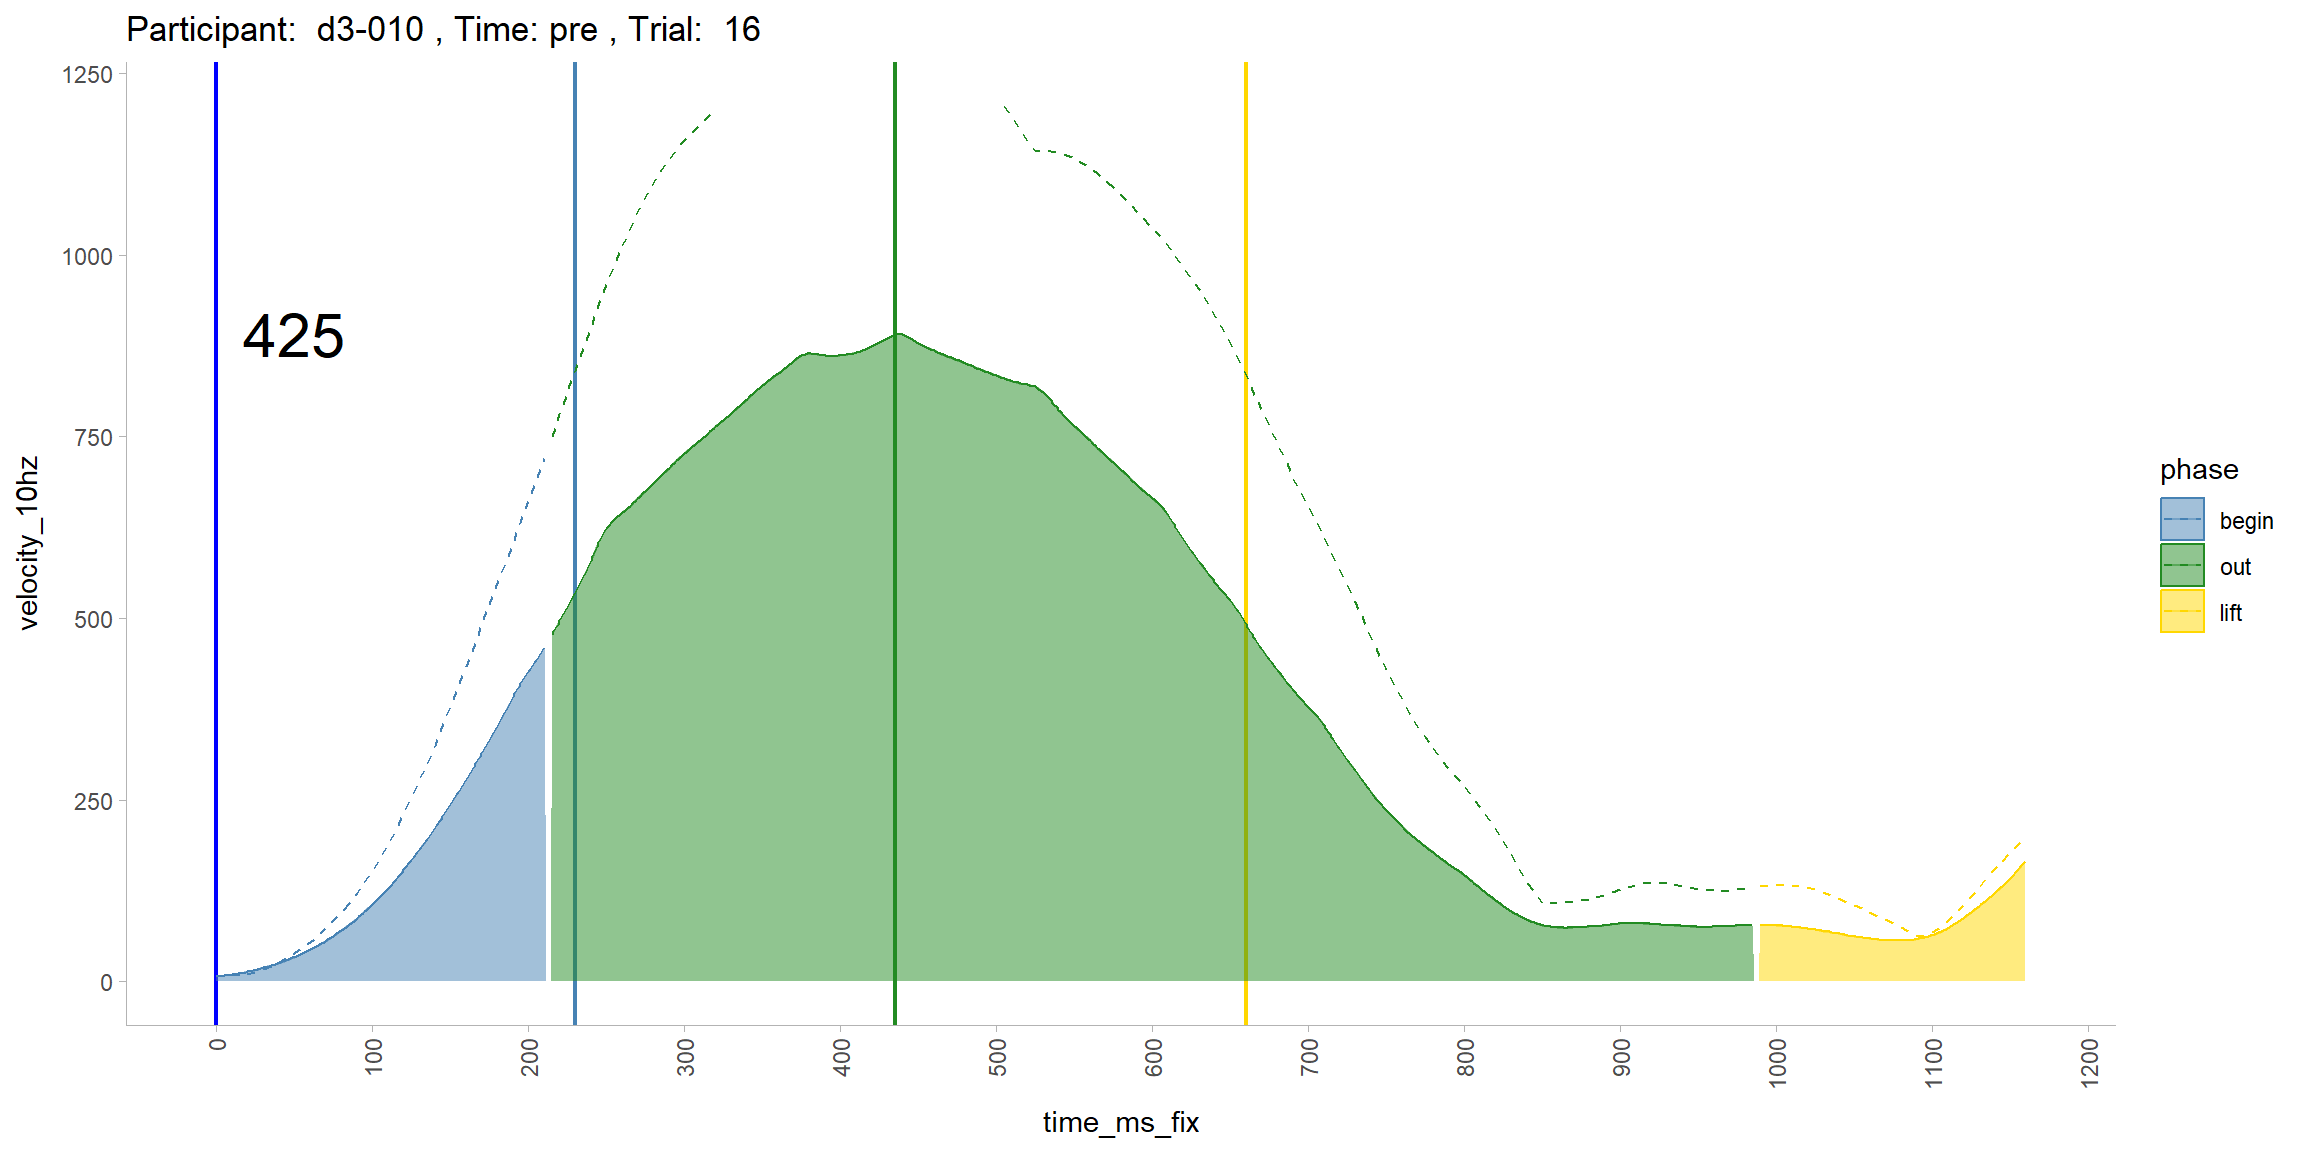 Participant:  d3-010 , Time: pre , Trial:  16
1250
1000
750
500
250
0
velocity_10hz
425
0
100
200
300
400
500
600
700
800
900
1000
1100
1200
time_ms_fix
phase
begin
out
lift